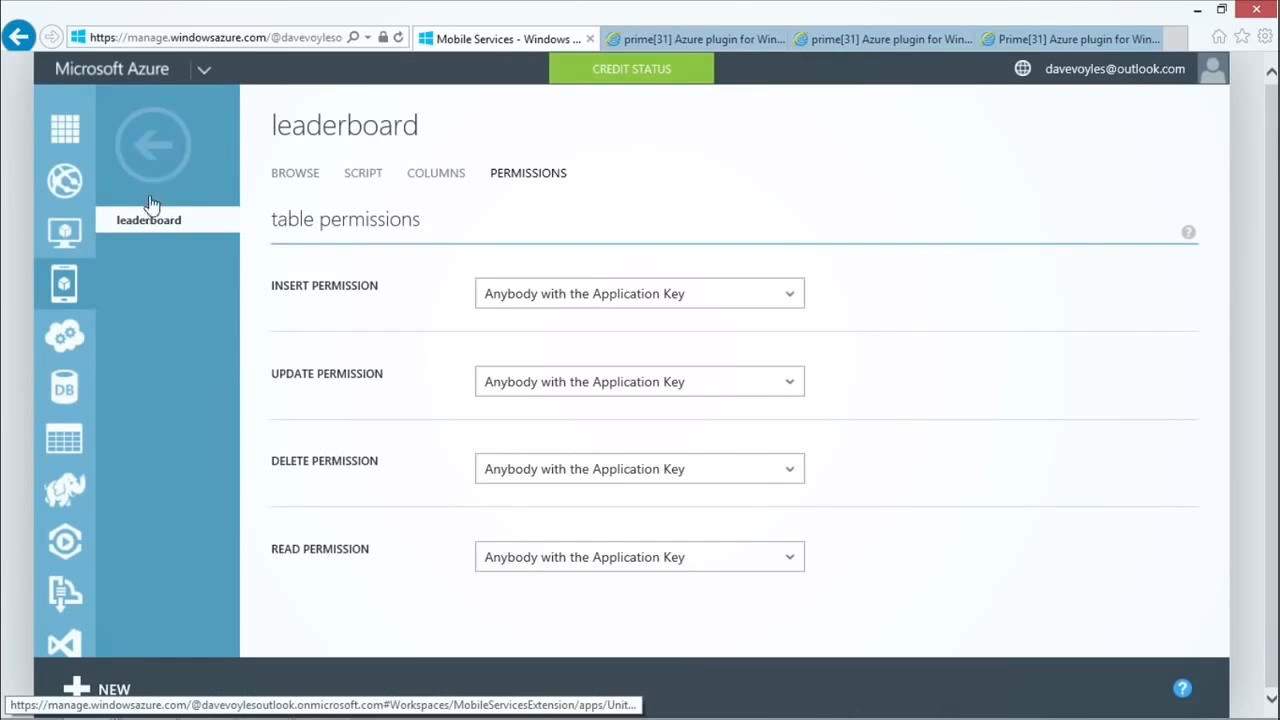 https://manage.windowsazure.com/@davevoyleso
Mobile Services - Windows ...
prime[31] Azure plugin for Win...
prime[31] Azure plugin for Win...
Prime[31] Azure plugin for Win...
Microsoft Azure
CREDIT STATUS
davevoyles@outlook.com
leaderboard
leaderboard
BROWSE SCRIPT COLUMNS PERMISSIONS
table permissions
?
INSERT PERMISSION
Anybody with the Application Key
UPDATE PERMISSION
Anybody with the Application Key
DB
DELETE PERMISSION
Anybody with the Application Key
READ PERMISSION
Anybody with the Application Key
NEW
?
https://manage.windowsazure.com/@davevoylesoutlook.onmicrosoft.com#Workspaces/MobileServicesExtension/apps/Unit...